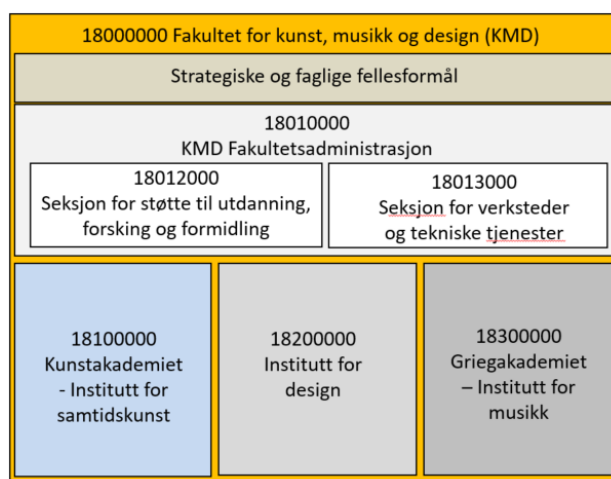 18000000 Fakultet for kunst, musikk og design (KMD)
Strategiske og faglige fellesformål
18010000
KMD Fakultetsadministrasjon
18012000
Seksjon for støtte til utdanning,
forsking og formidling
18013000
Seksjon for verksteder
og tekniske tjenester
18100000
Kunstakademiet
- Institutt for
samtidskunst
18200000
Institutt for
design
18300000
Griegakademiet
– Institutt for
musikk